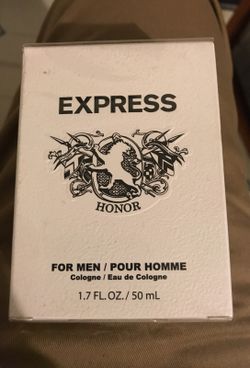 EXPRESS
HONOR
FOR MEN / POUR HOMME
Cologne / Eau de Cologne
1.7 FL. OZ. / 50 mL